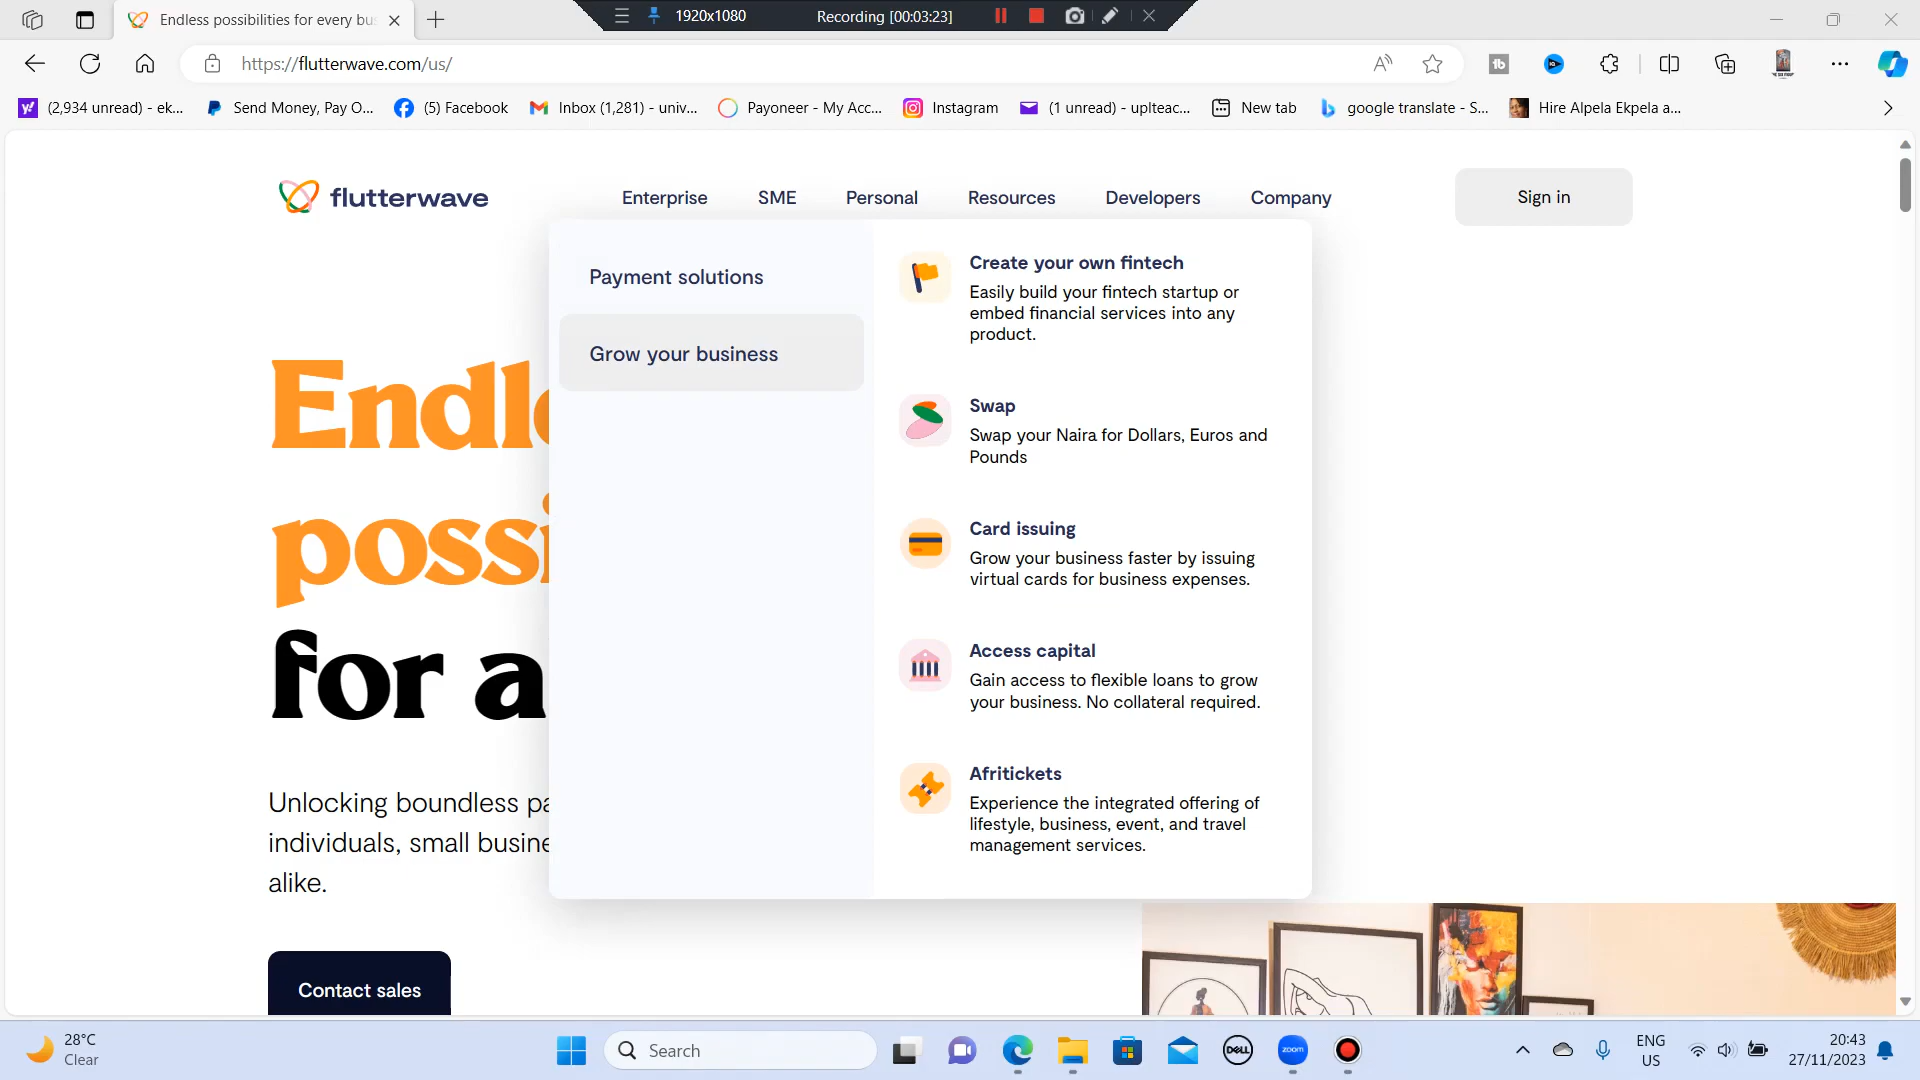 Endless possibilities for every bu
1920x1080
Recording [00:03:23]
https://flutterwave.com/us/
(2,934 unread) - ek...
Send Money, Pay O...
(5) Facebook
Inbox (1,281) - univ...
Payoneer - My Acc...
Instagram
(1 unread) - uplteac...
New tab
google translate - S...
Hire Alpela Ekpela a...
flutterwave
Enterprise
SME
Personal
Resources
Developers
Company
Sign in
Payment solutions
Grow your business
Create your own fintech
Easily build your fintech startup or
embed financial services into any
product.
Swap
Swap your Naira for Dollars, Euros and
Pounds
Card issuing
Grow your business faster by issuing
virtual cards for business expenses.
Access capital
Gain access to flexible loans to grow
your business. No collateral required.
Afritickets
Experience the integrated offering of
lifestyle, business, event, and travel
management services.
Endl
possi
for a
Unlocking boundless pa
individuals, small busine
alike.
Contact sales
28°C
Clear
Search
DELL
zoom
ENG
US
20:43
27/11/2023